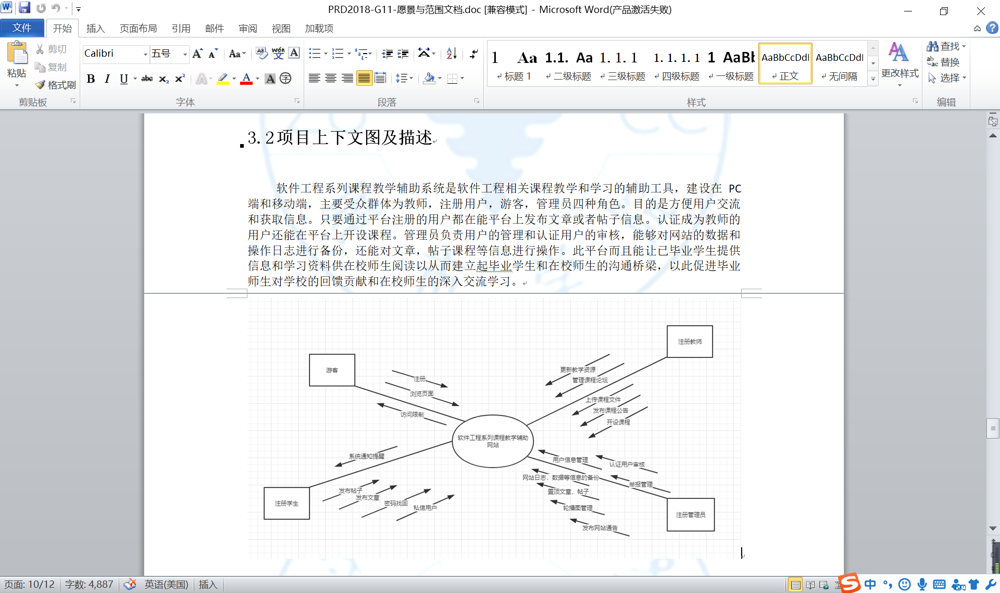 PRD2018-G11-愿景与范围文档.doc [兼容模式] - Microsoft Word(产品激活失败)
文件 开始 插入 页面布局 引用 邮件 审阅 视图 加载项
粘贴
剪切
复制
格式刷
剪贴板
Calibri 五号
字体
段落
1 Aa 1.1. Aa 1. 1. 1 1. 1. 1. 1 1 AaBb AaBbCcDdI AaBbCcDdI
标题 1 二级标题 三级标题 四级标题 一级标题 正文 无间隔
更改样式
样式
查找
替换
选择
编辑
3.2项目上下文图及描述
软件工程系列课程教学辅助系统是软件工程相关课程教学和学习的辅助工具，建设在 PC
端和移动端，主要受众群体为教师，注册用户，游客，管理员四种角色。目的是方便用户交流
和获取信息。只要通过平台注册的用户都在能平台上发布文章或者帖子信息。认证成为教师的
用户还能在平台上开设课程。管理员负责用户的管理和认证用户的审核，能够对网站的数据和
操作日志进行备份，还能对文章，帖子课程等信息进行操作。此平台而且能让已毕业学生提供
信息和学习资料供在校师生阅读以从而建立起毕业学生和在校师生的沟通桥梁，以此促进毕业
师生对学校的回馈贡献和在校师生的深入交流学习。
注册教师
游客
更新教学资源
注册
管理课程论坛
浏览页面
上传课程文件
访问限制
发布课程公告
开设课程
软件工程系列课程教学辅助
网站
系统通知提醒
用户信息管理
认证用户审核
网站日志，数据等信息的备份
举报管理
发布帖子
置顶文章，帖子
发布文章
密码找回
注册学生
私信用户
轮播图管理
注册管理员
发布网站通告
页面: 10/12 字数: 4,887 英语(美国) 插入
中